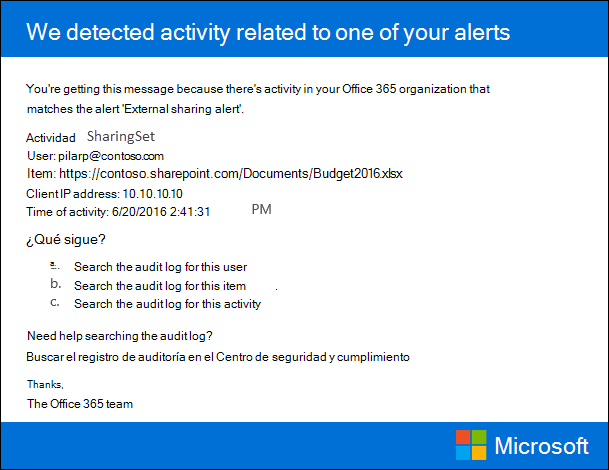 We detected activity related to one of your alerts
You're getting this message because there's activity in your Office 365 organization that
matches the alert 'External sharing alert'.
Actividad SharingSet
User: pilarp@contoso.com
Item: https://contoso.sharepoint.com/Documents/Budget2016.xlsx
Client IP address: 10.10.10.10
Time of activity: 6/20/2016 2:41:31 PM
¿Qué sigue?
a. Search the audit log for this user
b. Search the audit log for this item .
c. Search the audit log for this activity
Need help searching the audit log?
Buscar el registro de auditoría en el Centro de seguridad y cumplimiento
Thanks,
The Office 365 team
Microsoft